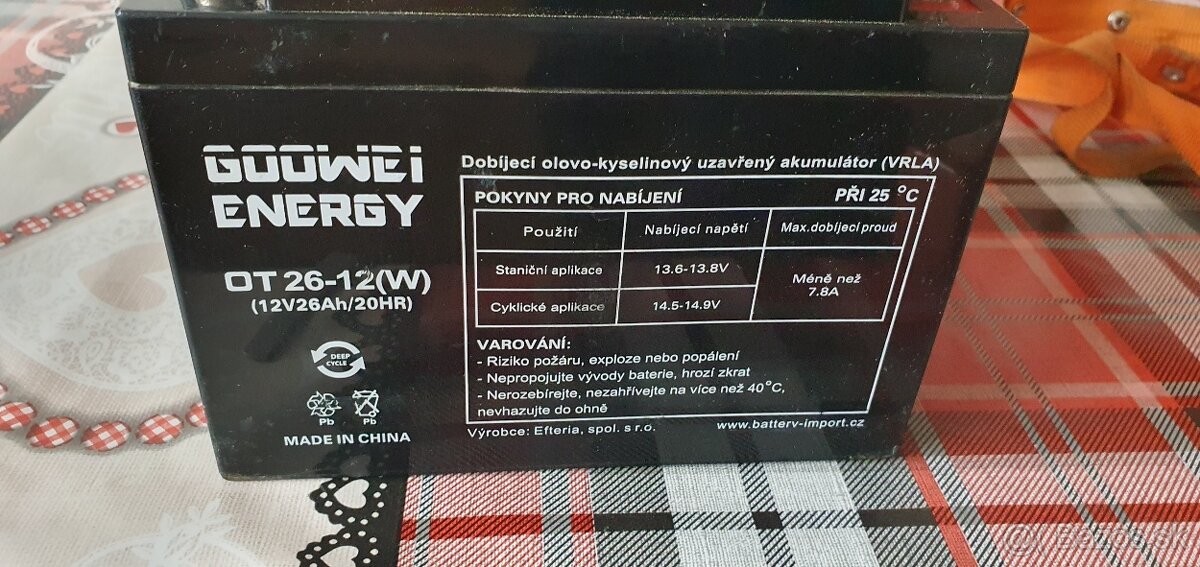 GOOWEI
ENERGY
OT 26-12(W)
(12V26Ah/20HR)
DEEP
CYCLE
Pb Pb
MADE IN CHINA
Dobíjecí olovo-kyselinový uzavřený akumulátor (VRLA)
POKYNY PRO NABÍJENÍ PŘI 25 °C
Použití Nabíjecí napětí Max.dobíjecí proud
Staniční aplikace 13.6-13.8V Méně než 7.8A
Cyklické aplikace 14.5-14.9V
VAROVÁNÍ:
- Riziko požáru, exploze nebo popálení
- Nepropojujte vývody baterie, hrozí zkrat
- Nerozebírejte, nezahřívejte na více než 40°C,
nevhazujte do ohně
Výrobce: Efteria, spol. s r.o. www.battery-import.cz
Bazos.sk